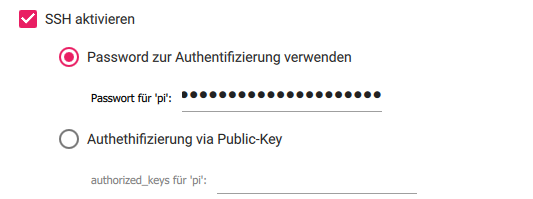 SSH aktivieren
Password zur Authentifizierung verwenden
Passwort für 'pi': ●●●●●●●●●●●●●●●●●●●●●●
Authethifizierung via Public-Key
authorized_keys für 'pi':